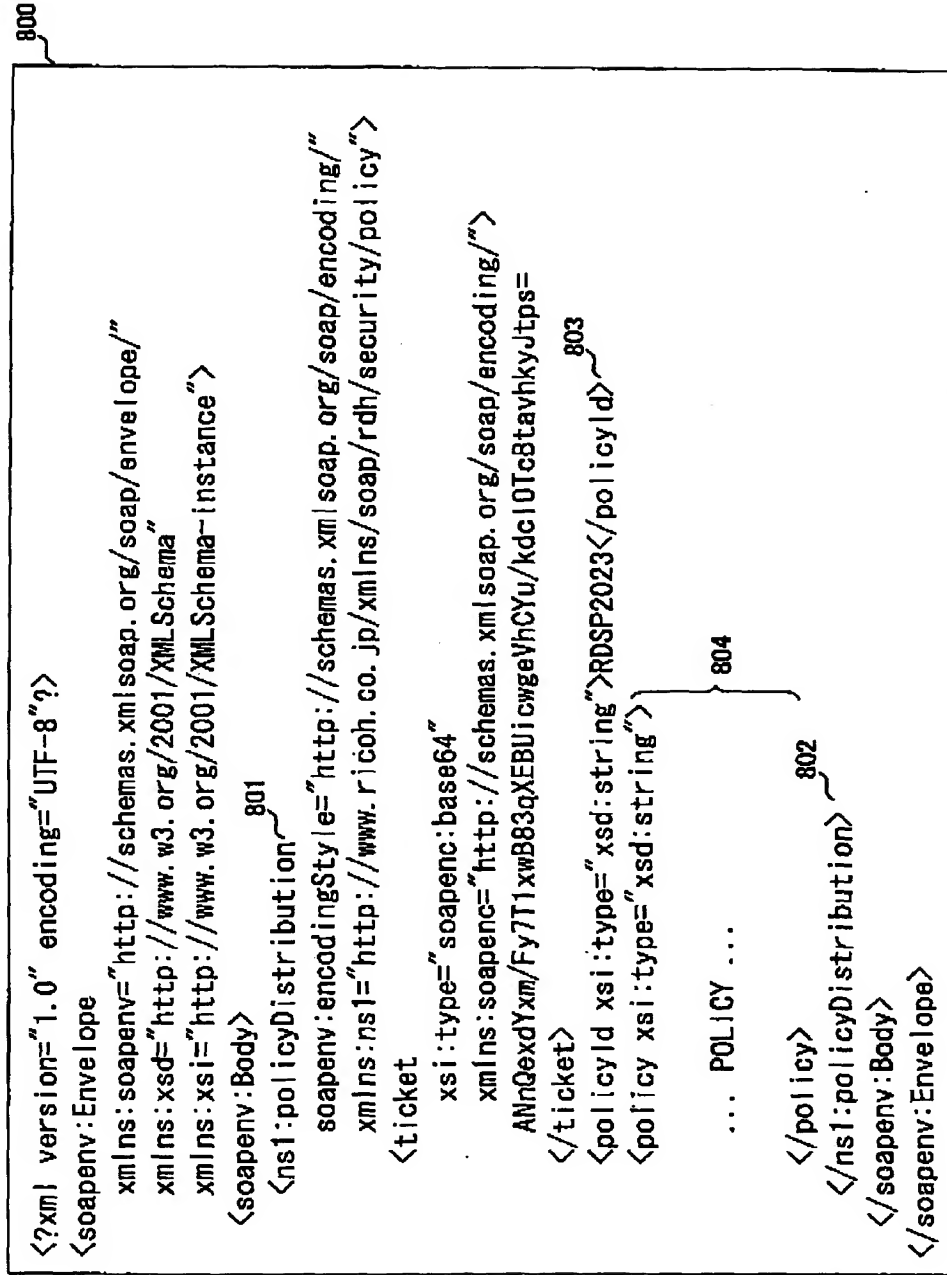 800
<?xml version="1.0" encoding="UTF-8"?>
<soapenv:Envelope
xmlns:soapenv="http://schemas.xmlsoap.org/soap/envelope/"
xmlns:xsd="http://www.w3.org/2001/XMLSchema"
xmlns:xsi="http://www.w3.org/2001/XMLSchema-instance">
<soapenv:Body>
<ns1:policyDistribution 801
soapenv:encodingStyle="http://schemas.xmlsoap.org/soap/encoding/"
xmlns:ns1="http://www.ricoh.co.jp/xmlns/soap/rdh/security/policy">
<ticket
xsi:type="soapenc:base64"
xmlns:soapenc="http://schemas.xmlsoap.org/soap/encoding/">
ANnQexdYxm/Fy7T1xwB83qXEBUicwgeVhCYu/kdcl0Tc8tavhkyJtps=
</ticket>
<policyId xsi:type="xsd:string">RDSP2023</policyId> 803
<policy xsi:type="xsd:string">
... POLICY ... 804
</policy>
</ns1:policyDistribution> 802
</soapenv:Body>
</soapenv:Envelope>